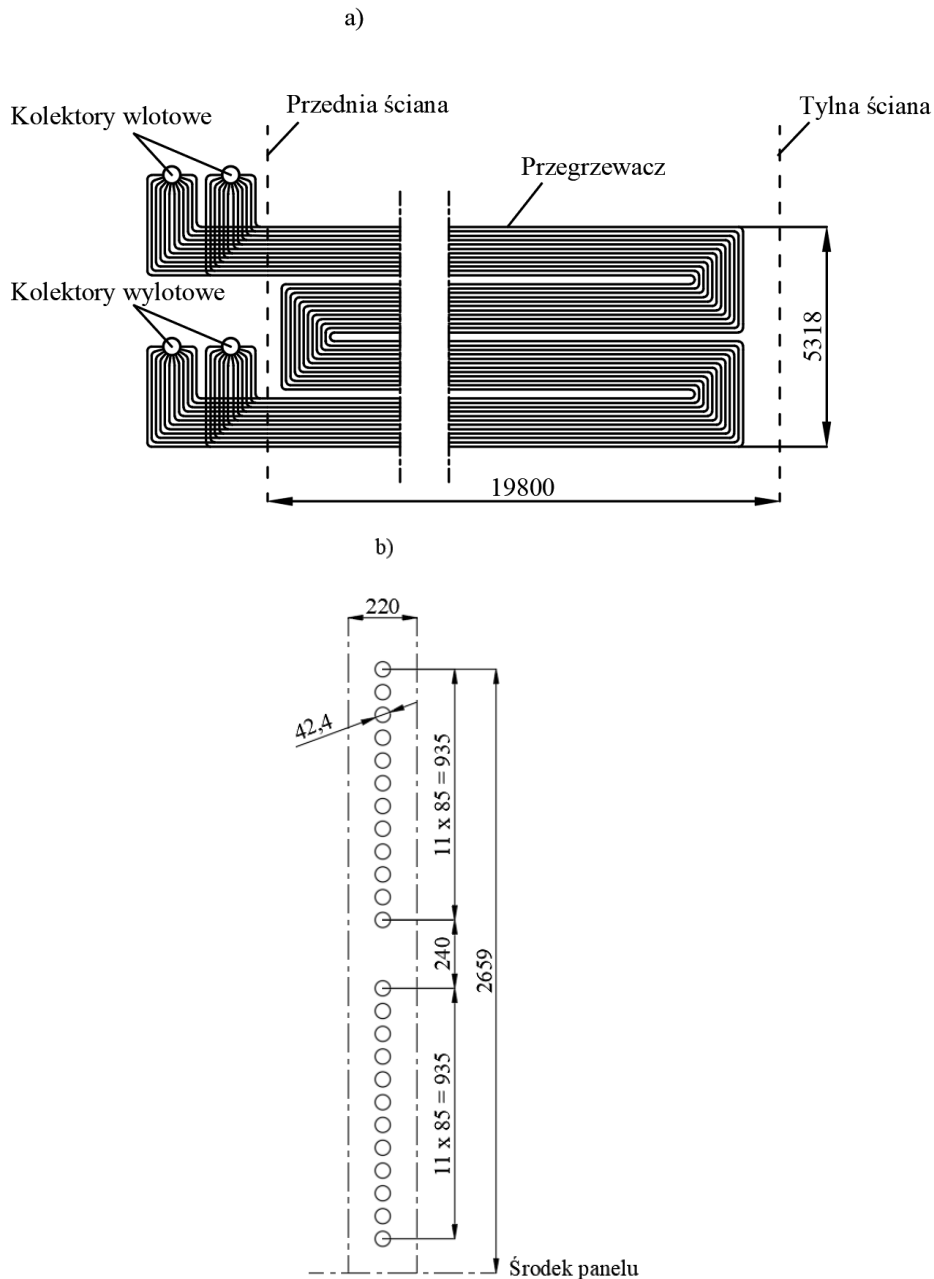 a)
Przednia ściana
Tylna ściana
Kolektory wlotowe
Przegrzewacz
Kolektory wylotowe
5318
19800
b)
220
42,4
11 x 85 = 935
240
2659
11 x 85 = 935
Środek panelu